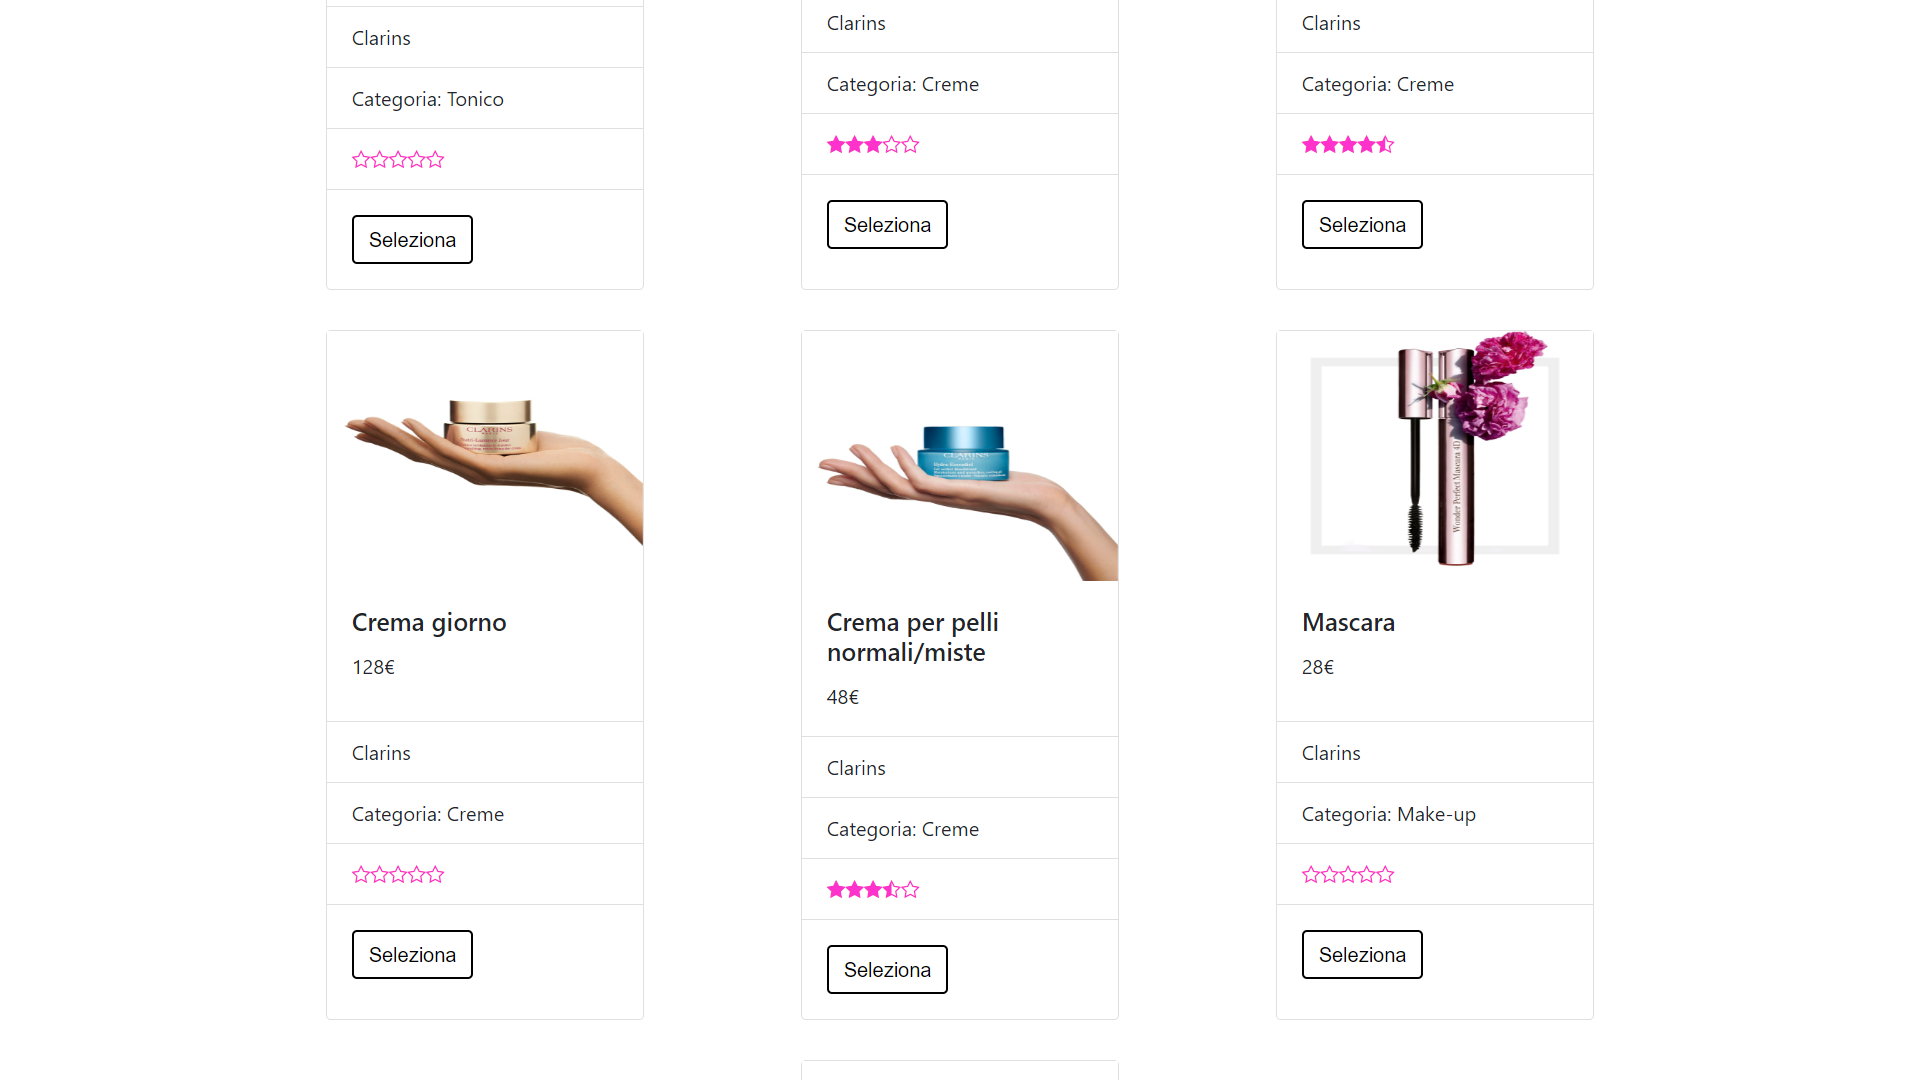 Clarins
Categoria: Tonico
Seleziona
Clarins
Categoria: Creme
Seleziona
Clarins
Categoria: Creme
Seleziona
CLARINS
Crema giorno
128€
Clarins
Categoria: Creme
Seleziona
CLARINS
Crema per pelli
normali/miste
48€
Clarins
Categoria: Creme
Seleziona
Wonder Perfect Mascara 4D
Mascara
28€
Clarins
Categoria: Make-up
Seleziona